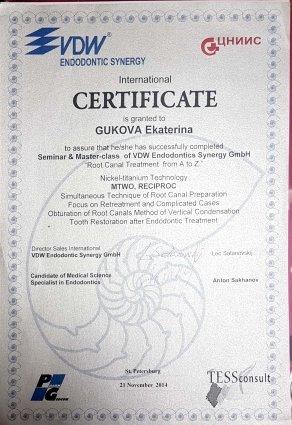 VDW
ENDODONTIC SYNERGY
ЦНИИС
International
CERTIFICATE
is granted to
GUKOVA Ekaterina
to assure that he/she has successfully completed
Seminar & Master-class of VDW Endodontics Synergy GmbH
"Root Canal Treatment from A to Z"
Nickel-titanium Technology
MTWO, RECIPROC
Simultaneous Technique of Root Canal Preparation
Focus on Retreatment and Complicated Cases
Obturation of Root Canals Method of Vertical Condensation
Tooth Restoration after Endodontic Treatment
Director Sales International
VDW Endodontic Synergy GmbH
Candidate of Medical Science
Specialist in Endodontics
Anton Sakhanov
St. Petersburg
21 November 2014
TESSconsult